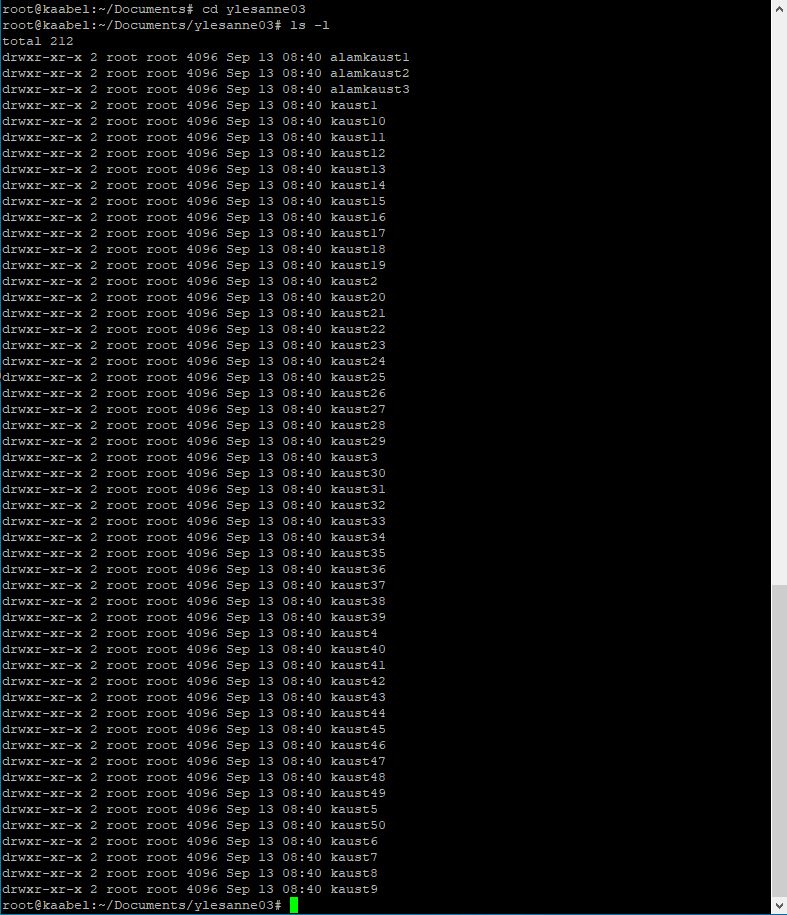 root@kaabel:~/Documents# cd ylesanne03
root@kaabel:~/Documents/ylesanne03# ls -l
total 212
drwxr-xr-x 2 root root 4096 Sep 13 08:40 alamkaust1
drwxr-xr-x 2 root root 4096 Sep 13 08:40 alamkaust2
drwxr-xr-x 2 root root 4096 Sep 13 08:40 alamkaust3
drwxr-xr-x 2 root root 4096 Sep 13 08:40 kaust1
drwxr-xr-x 2 root root 4096 Sep 13 08:40 kaust10
drwxr-xr-x 2 root root 4096 Sep 13 08:40 kaust11
drwxr-xr-x 2 root root 4096 Sep 13 08:40 kaust12
drwxr-xr-x 2 root root 4096 Sep 13 08:40 kaust13
drwxr-xr-x 2 root root 4096 Sep 13 08:40 kaust14
drwxr-xr-x 2 root root 4096 Sep 13 08:40 kaust15
drwxr-xr-x 2 root root 4096 Sep 13 08:40 kaust16
drwxr-xr-x 2 root root 4096 Sep 13 08:40 kaust17
drwxr-xr-x 2 root root 4096 Sep 13 08:40 kaust18
drwxr-xr-x 2 root root 4096 Sep 13 08:40 kaust19
drwxr-xr-x 2 root root 4096 Sep 13 08:40 kaust2
drwxr-xr-x 2 root root 4096 Sep 13 08:40 kaust20
drwxr-xr-x 2 root root 4096 Sep 13 08:40 kaust21
drwxr-xr-x 2 root root 4096 Sep 13 08:40 kaust22
drwxr-xr-x 2 root root 4096 Sep 13 08:40 kaust23
drwxr-xr-x 2 root root 4096 Sep 13 08:40 kaust24
drwxr-xr-x 2 root root 4096 Sep 13 08:40 kaust25
drwxr-xr-x 2 root root 4096 Sep 13 08:40 kaust26
drwxr-xr-x 2 root root 4096 Sep 13 08:40 kaust27
drwxr-xr-x 2 root root 4096 Sep 13 08:40 kaust28
drwxr-xr-x 2 root root 4096 Sep 13 08:40 kaust29
drwxr-xr-x 2 root root 4096 Sep 13 08:40 kaust3
drwxr-xr-x 2 root root 4096 Sep 13 08:40 kaust30
drwxr-xr-x 2 root root 4096 Sep 13 08:40 kaust31
drwxr-xr-x 2 root root 4096 Sep 13 08:40 kaust32
drwxr-xr-x 2 root root 4096 Sep 13 08:40 kaust33
drwxr-xr-x 2 root root 4096 Sep 13 08:40 kaust34
drwxr-xr-x 2 root root 4096 Sep 13 08:40 kaust35
drwxr-xr-x 2 root root 4096 Sep 13 08:40 kaust36
drwxr-xr-x 2 root root 4096 Sep 13 08:40 kaust37
drwxr-xr-x 2 root root 4096 Sep 13 08:40 kaust38
drwxr-xr-x 2 root root 4096 Sep 13 08:40 kaust39
drwxr-xr-x 2 root root 4096 Sep 13 08:40 kaust4
drwxr-xr-x 2 root root 4096 Sep 13 08:40 kaust40
drwxr-xr-x 2 root root 4096 Sep 13 08:40 kaust41
drwxr-xr-x 2 root root 4096 Sep 13 08:40 kaust42
drwxr-xr-x 2 root root 4096 Sep 13 08:40 kaust43
drwxr-xr-x 2 root root 4096 Sep 13 08:40 kaust44
drwxr-xr-x 2 root root 4096 Sep 13 08:40 kaust45
drwxr-xr-x 2 root root 4096 Sep 13 08:40 kaust46
drwxr-xr-x 2 root root 4096 Sep 13 08:40 kaust47
drwxr-xr-x 2 root root 4096 Sep 13 08:40 kaust48
drwxr-xr-x 2 root root 4096 Sep 13 08:40 kaust49
drwxr-xr-x 2 root root 4096 Sep 13 08:40 kaust5
drwxr-xr-x 2 root root 4096 Sep 13 08:40 kaust50
drwxr-xr-x 2 root root 4096 Sep 13 08:40 kaust6
drwxr-xr-x 2 root root 4096 Sep 13 08:40 kaust7
drwxr-xr-x 2 root root 4096 Sep 13 08:40 kaust8
drwxr-xr-x 2 root root 4096 Sep 13 08:40 kaust9
root@kaabel:~/Documents/ylesanne03#